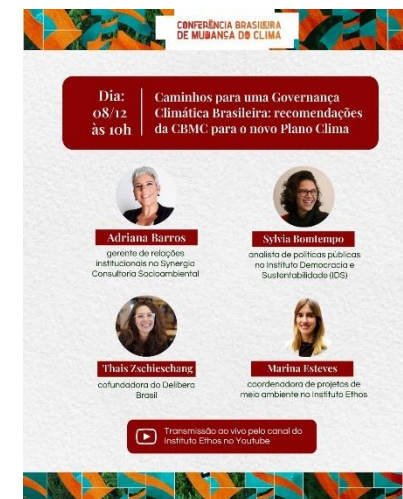 CONFERÊNCIA BRASILEIRA
DE MUDANÇA DO CLIMA
Dia:
08/12
às 10h
Caminhos para uma Governança
Climática Brasileira: recomendações
da CBMC para o novo Plano Clima
Adriana Barros
gerente de relações
institucionais na Synergia
Consultoria Socioambiental
Sylvia Bomtempo
analista de políticas públicas
no Instituto Democracia e
Sustentabilidade (IDS)
Thais Zschieschang
cofundadora do Delibera
Brasil
Marina Esteves
coordenadora de projetos de
meio ambiente no Instituto Ethos
Transmissão ao vivo pelo canal do
Instituto Ethos no Youtube